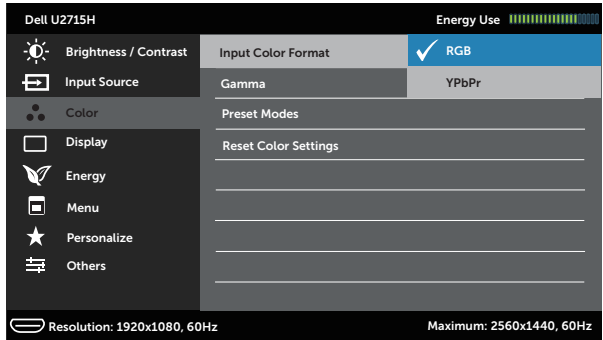 Dell U2715H Energy Use
Brightness / Contrast Input Color Format RGB
Input Source Gamma YPbPr
Color Preset Modes
Display Reset Color Settings
Energy
Menu
Personalize
Others
Resolution: 1920x1080, 60Hz Maximum: 2560x1440, 60Hz